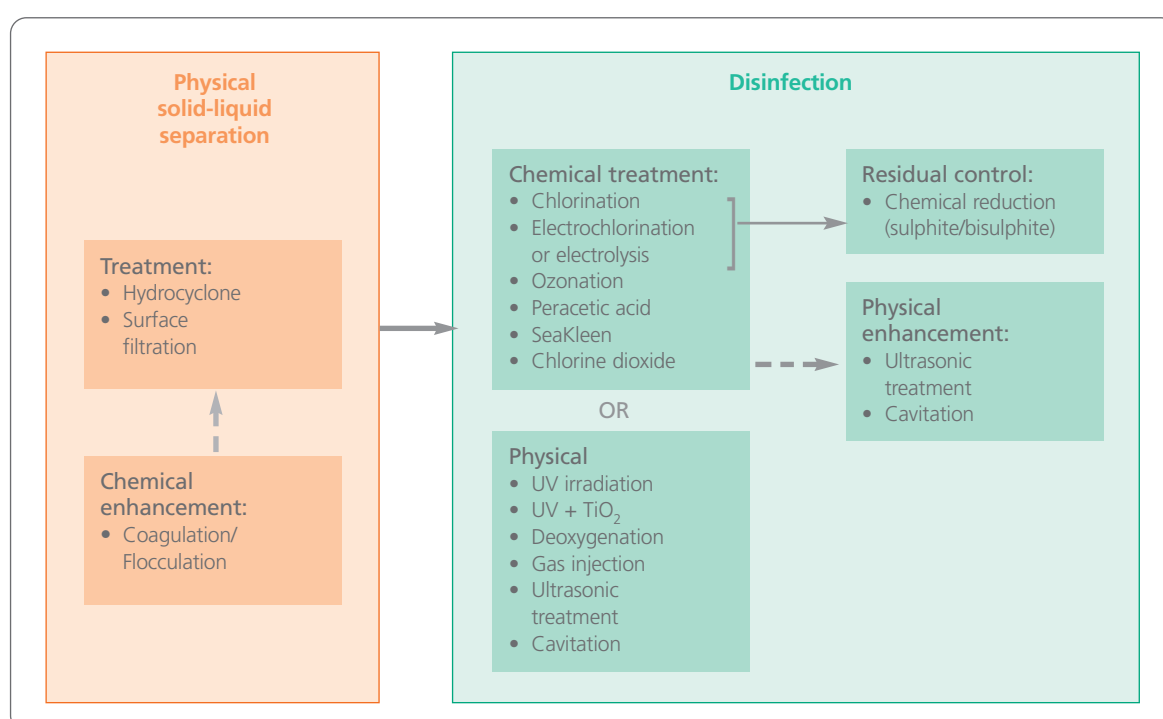 Physical
solid-liquid
separation
Treatment:
• Hydrocyclone
• Surface
filtration
Chemical
enhancement:
• Coagulation/
Flocculation
Disinfection
Chemical treatment:
• Chlorination
• Electrochlorination
or electrolysis
• Ozonation
• Peracetic acid
• SeaKleen
• Chlorine dioxide
OR
Physical
• UV irradiation
• UV + TiO₂
• Deoxygenation
• Gas injection
• Ultrasonic
treatment
• Cavitation
Residual control:
• Chemical reduction
(sulphite/bisulphite)
Physical
enhancement:
• Ultrasonic
treatment
• Cavitation